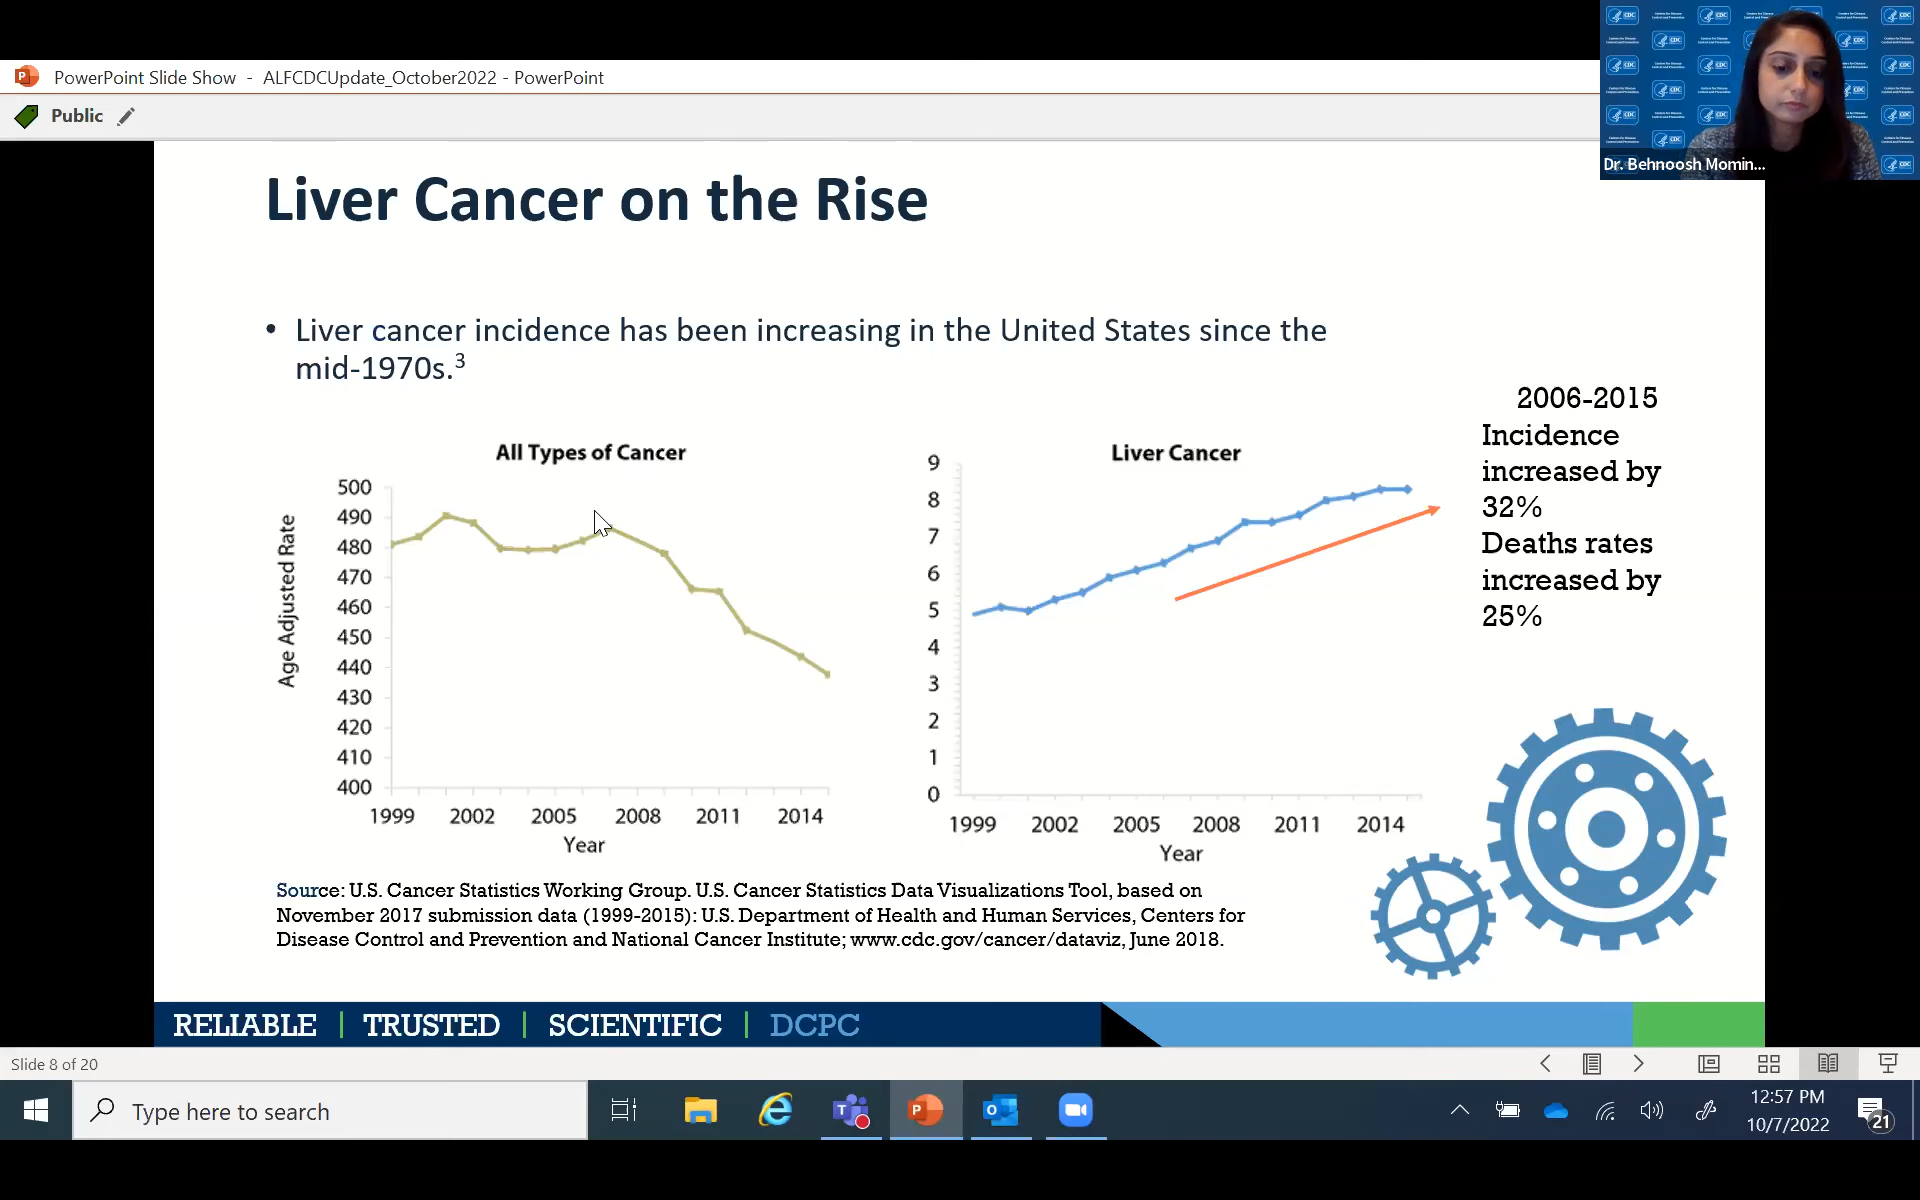 PowerPoint Slide Show - ALFCDCUpdate_October2022 - PowerPoint
Public
CDC
Dr. Behnoosh Momin...
Liver Cancer on the Rise
• Liver cancer incidence has been increasing in the United States since the
mid-1970s.3
2006-2015
Incidence
increased by
32%
Deaths rates
increased by
25%
All Types of Cancer
Age Adjusted Rate
500
490
480
470
460
450
440
430
420
410
400
1999 2002 2005 2008 2011 2014
Year
Liver Cancer
9
8
7
6
5
4
3
2
1
0
1999 2002 2005 2008 2011 2014
Year
Source: U.S. Cancer Statistics Working Group. U.S. Cancer Statistics Data Visualizations Tool, based on
November 2017 submission data (1999-2015): U.S. Department of Health and Human Services, Centers for
Disease Control and Prevention and National Cancer Institute; www.cdc.gov/cancer/dataviz, June 2018.
RELIABLE | TRUSTED | SCIENTIFIC | DCPC
Slide 8 of 20
Type here to search
12:57 PM
10/7/2022
21